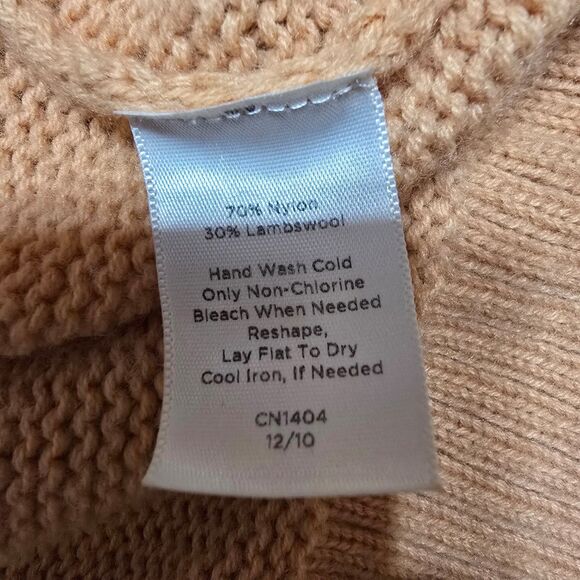 70% Nylon
30% Lambswool
Hand Wash Cold
Only Non-Chlorine
Bleach When Needed
Reshape,
Lay Flat To Dry
Cool Iron, If Needed
CN1404
12/10